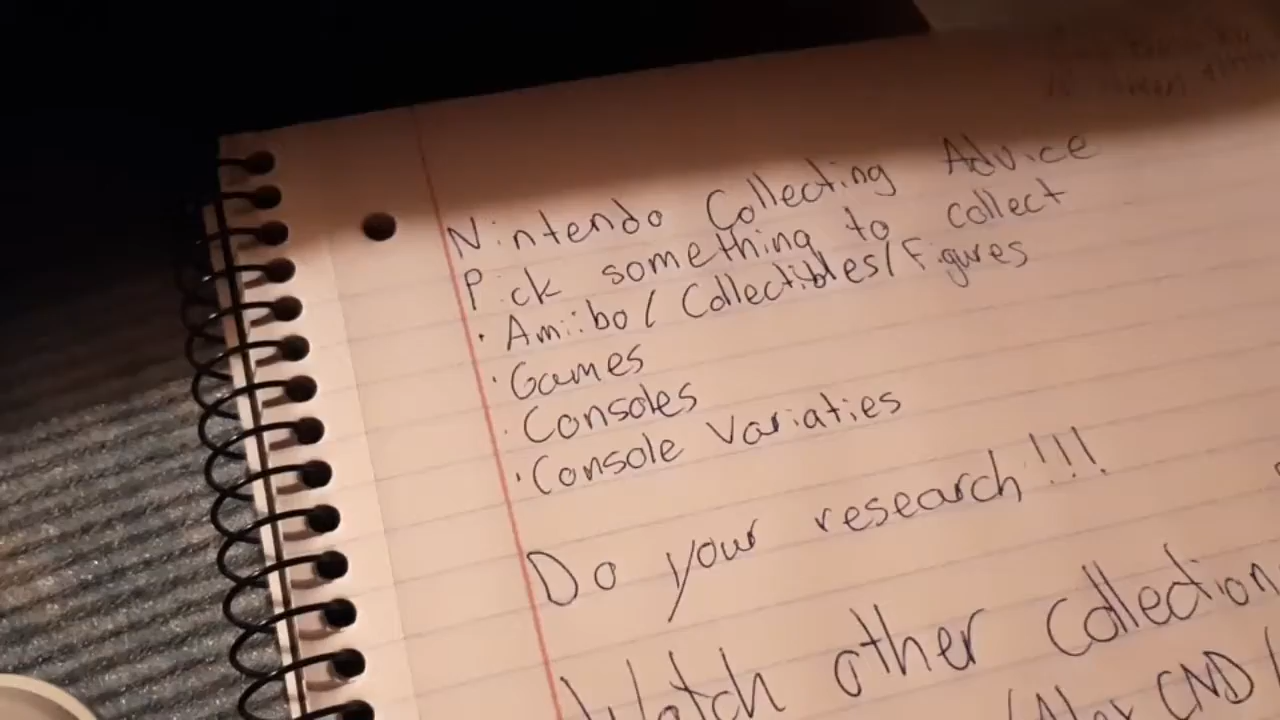 Nintendo Collecting Advice
Pick something to collect
· Amiibo/ Collectibles/Figures
· Games
· Consoles
· Console Variaties
Do your research!!!
Watch other Collection
CMD